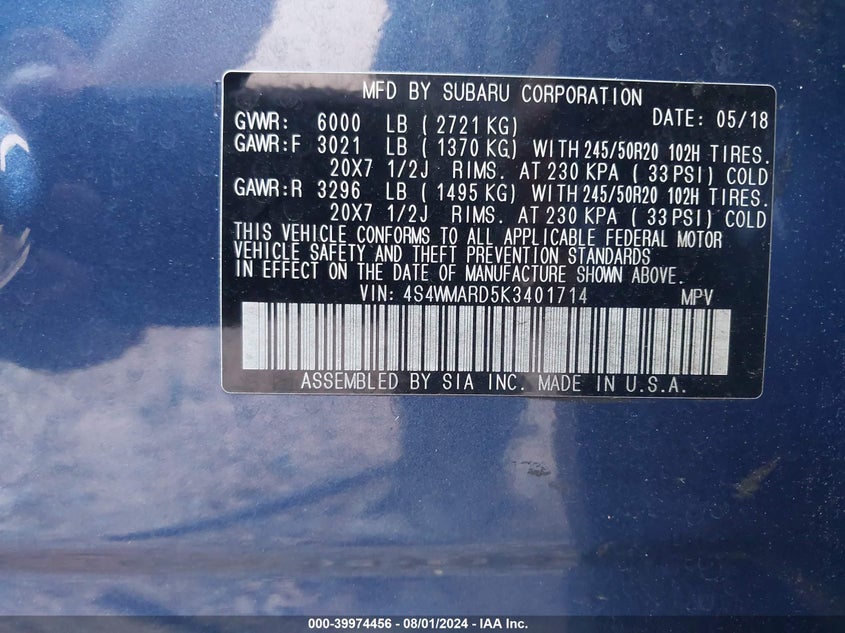 MFD BY SUBARU CORPORATION
DATE: 05/18
GVWR: 6000 LB ( 2721 KG)
GAWR:F 3021 LB ( 1370 KG) WITH 245/50R20 102H TIRES.
20X7 1/2J RIMS. AT 230 KPA ( 33 PSI) COLD
GAWR:R 3296 LB ( 1495 KG) WITH 245/50R20 102H TIRES.
20X7 1/2J RIMS. AT 230 KPA ( 33 PSI) COLD
THIS VEHICLE CONFORMS TO ALL APPLICABLE FEDERAL MOTOR
VEHICLE SAFETY AND THEFT PREVENTION STANDARDS
IN EFFECT ON THE DATE OF MANUFACTURE SHOWN ABOVE.
VIN: 4S4WMARD5K3401714 MPV
ASSEMBLED BY SIA INC. MADE IN U.S.A.
000-39974456 - 08/01/2024 - IAA Inc.